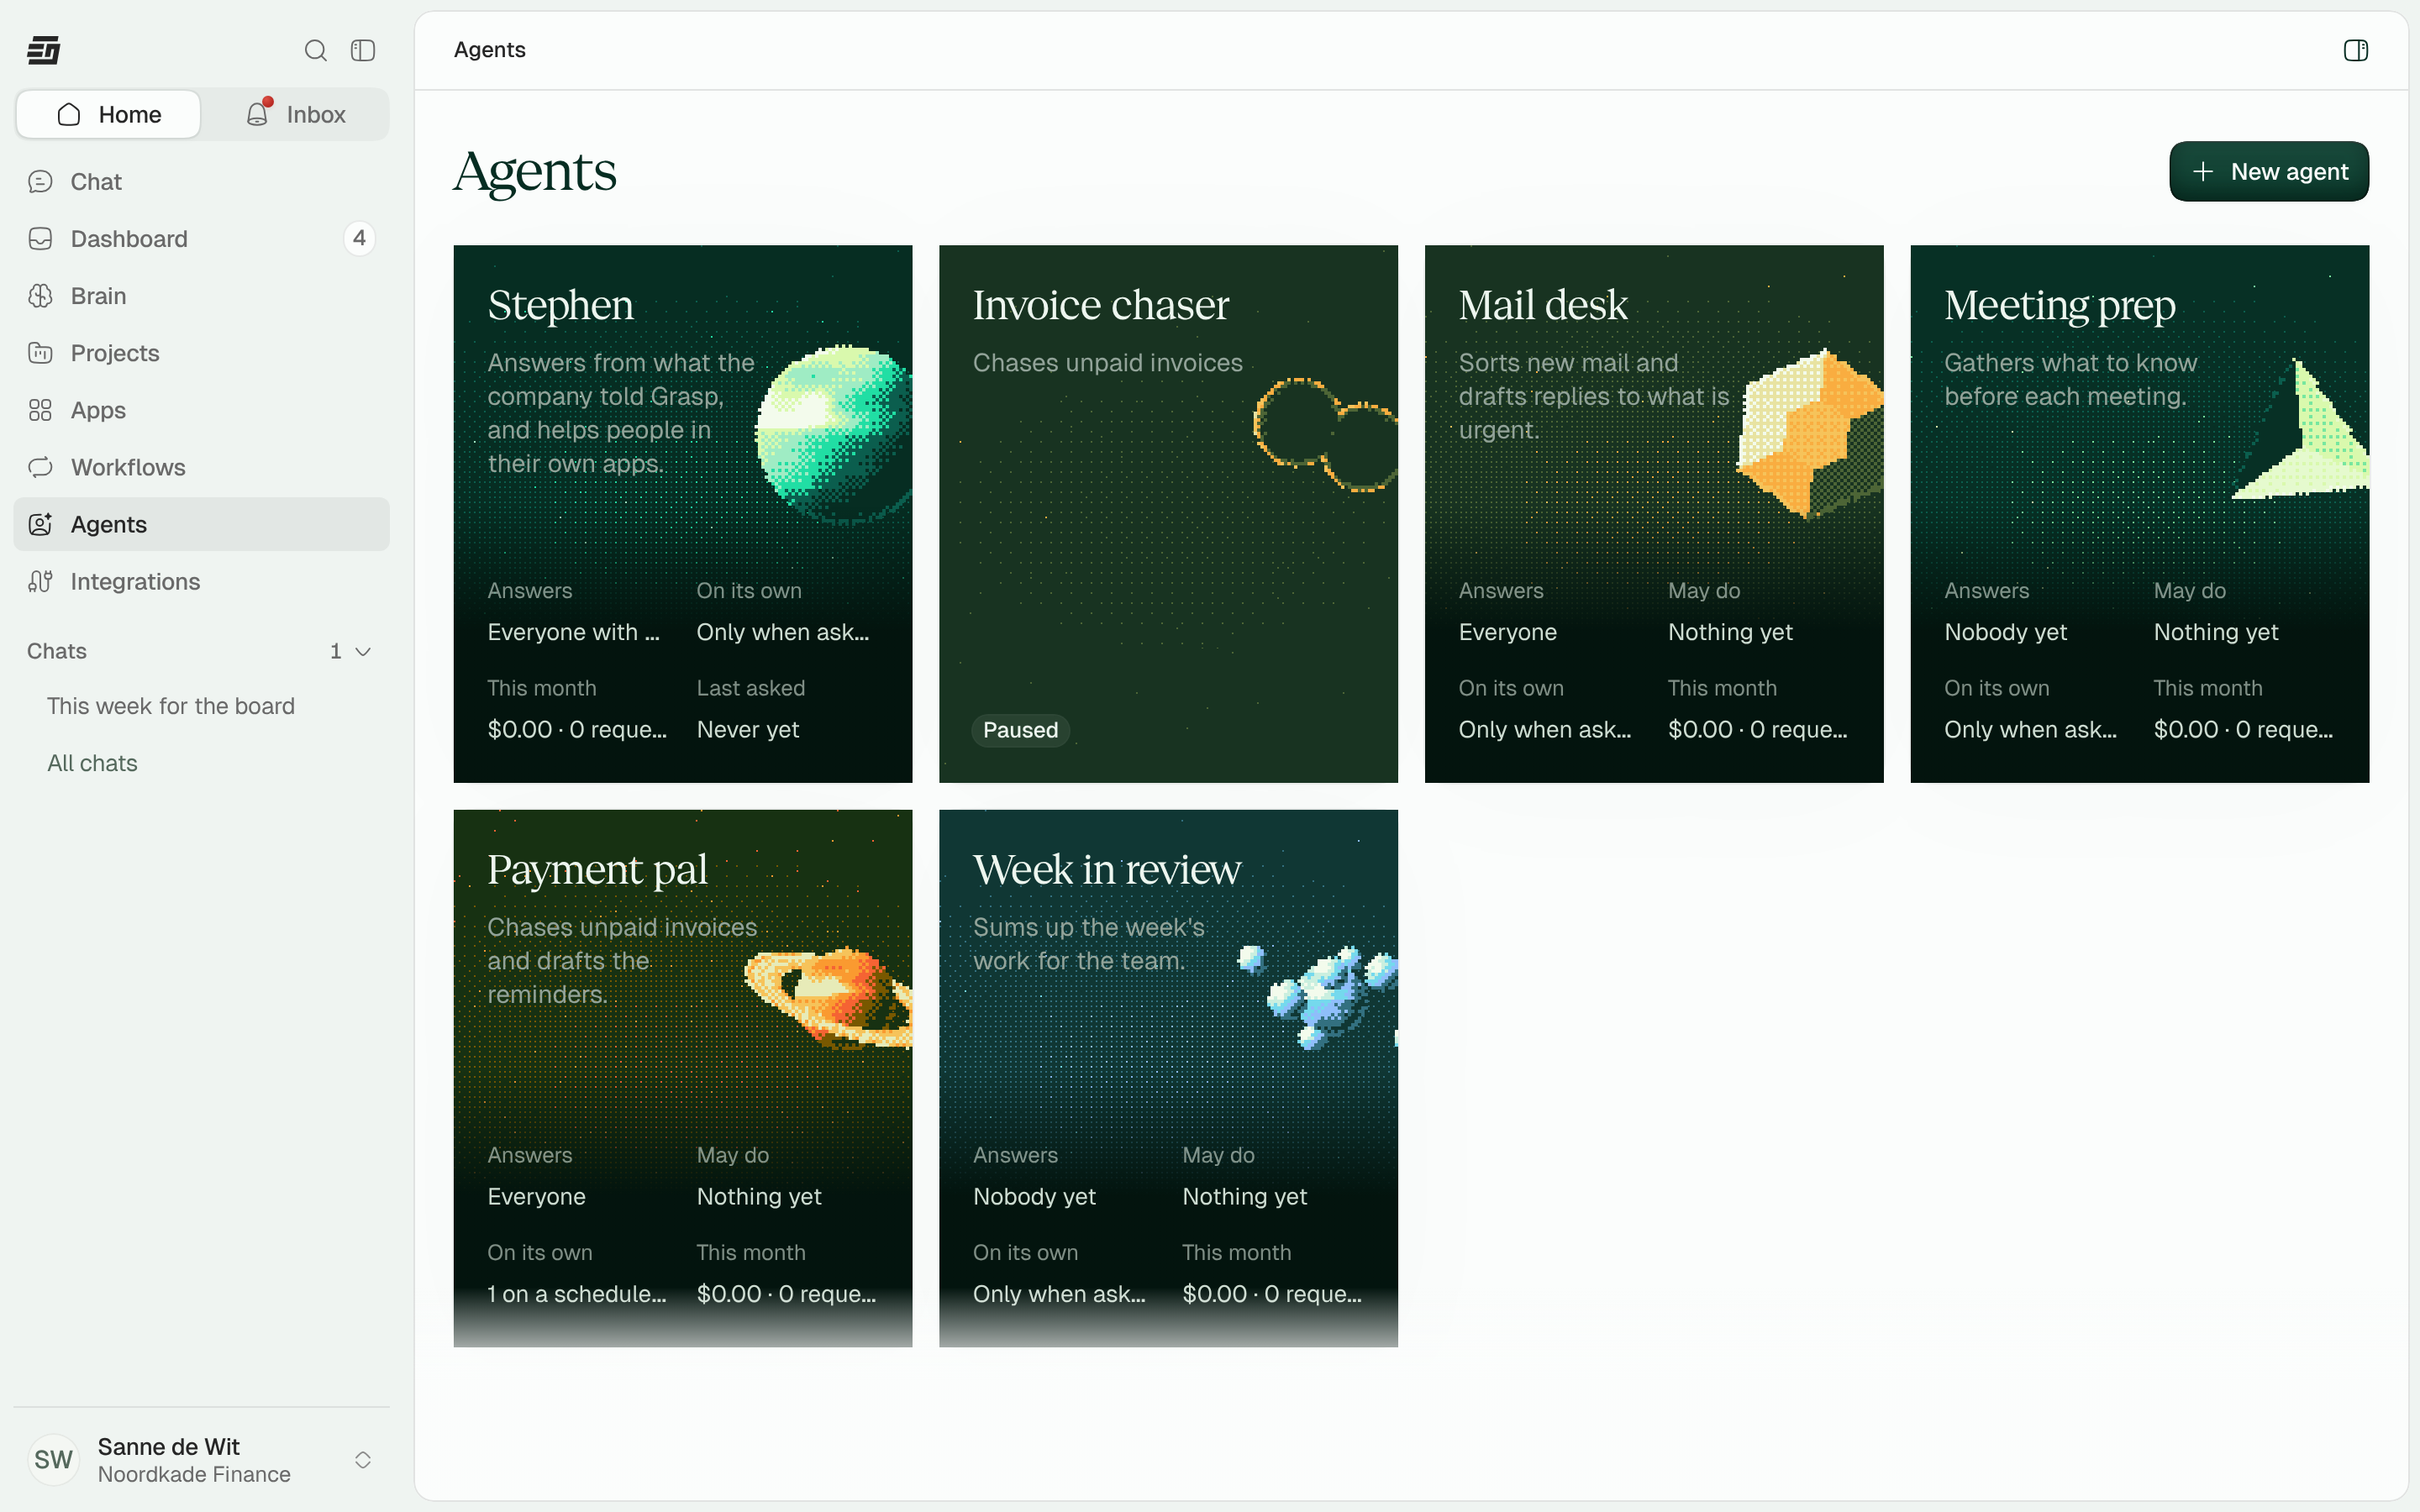 Home
Inbox
Chat
Dashboard
4
Brain
Projects
Apps
Workflows
Agents
Integrations
Chats
1
This week for the board
All chats
SW
Sanne de Wit
Noordkade Finance
Agents
Agents
New agent
Stephen
Answers from what the
company told Grasp,
and helps people in
their own apps.
Answers
On its own
Everyone with ...
Only when ask...
This month
Last asked
$0.00 · 0 reque...
Never yet
Invoice chaser
Chases unpaid invoices
Paused
Mail desk
Sorts new mail and
drafts replies to what is
urgent.
Answers
May do
Everyone
Nothing yet
On its own
This month
Only when ask...
$0.00 · 0 reque...
Meeting prep
Gathers what to know
before each meeting.
Answers
May do
Nobody yet
Nothing yet
On its own
This month
Only when ask...
$0.00 · 0 reque...
Payment pal
Chases unpaid invoices
and drafts the
reminders.
Answers
May do
Everyone
Nothing yet
On its own
This month
1 on a schedule...
$0.00 · 0 reque...
Week in review
Sums up the week's
work for the team.
Answers
May do
Nobody yet
Nothing yet
On its own
This month
Only when ask...
$0.00 · 0 reque...